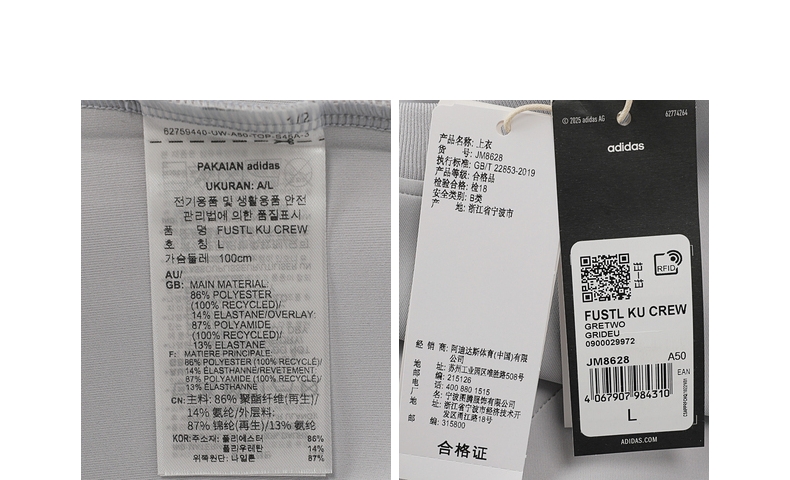 62759440-UW-A50-TOP-S46A-3
PAKAIAN adidas
UKURAN: A/L
전기용품 및 생활용품 안전
관리법에 의한 품질표시
품 명 FUSTL KU CREW
호 칭 L
가슴둘레 100cm
AU/
GB: MAIN MATERIAL:
86% POLYESTER
(100% RECYCLED)/
14% ELASTANE/OVERLAY:
87% POLYAMIDE
(100% RECYCLED)/
13% ELASTANE
F: MATIERE PRINCIPALE:
86% POLYESTER (100% RECYCLÉ)/
14% ÉLASTHANNE/REVETEMENT
87% POLYAMIDE (100% RECYCLÉ)/
13% ÉLASTHANNE
CN: 主料: 86% 聚酯纤维(再生)/
14% 氨纶/外层料:
87% 锦纶(再生)/13% 氨纶
KOR: 주소재: 폴리에스터 86%
폴리우레탄 14%
위쪽원단: 나일론 87%
产品名称: 上衣
货 号: JM8628
执行标准: GB/T 22853-2019
产品等级: 合格品
检验合格: 检18
安全类别: B类
产 地: 浙江省宁波市
经 销 商: 阿迪达斯体育(中国)有限
公司
地 址: 苏州工业园区唯胜路508号
邮 编: 215126
电 话: 400 880 1515
厂 名: 宁波甬腾服饰有限公司
地 址: 浙江省宁波市经济技术开
发区甬江路18号
邮 编: 315800
合格证
© 2025 adidas AG
62774264
adidas
RFID
FUSTL KU CREW
GRETWO
GRIDEU
0900029972
JM8628 A50
EAN
4 067907 984310
L
ADIDAS.COM